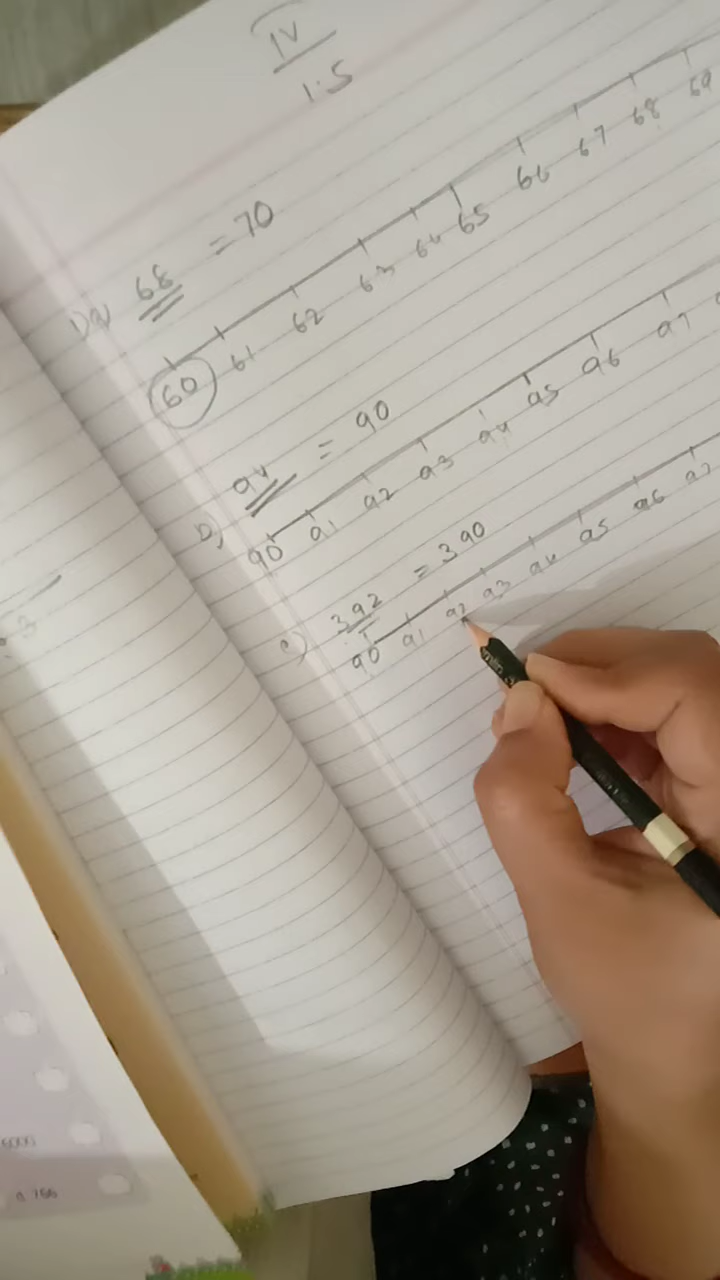 IV
1.5
1) a) 68 = 70
60 61 62 63 64 65 66 67 68 69
b) 94 = 90
90 91 92 93 94 95 96 97
c) 392 = 390
90 91 92 93 94 95 96 97